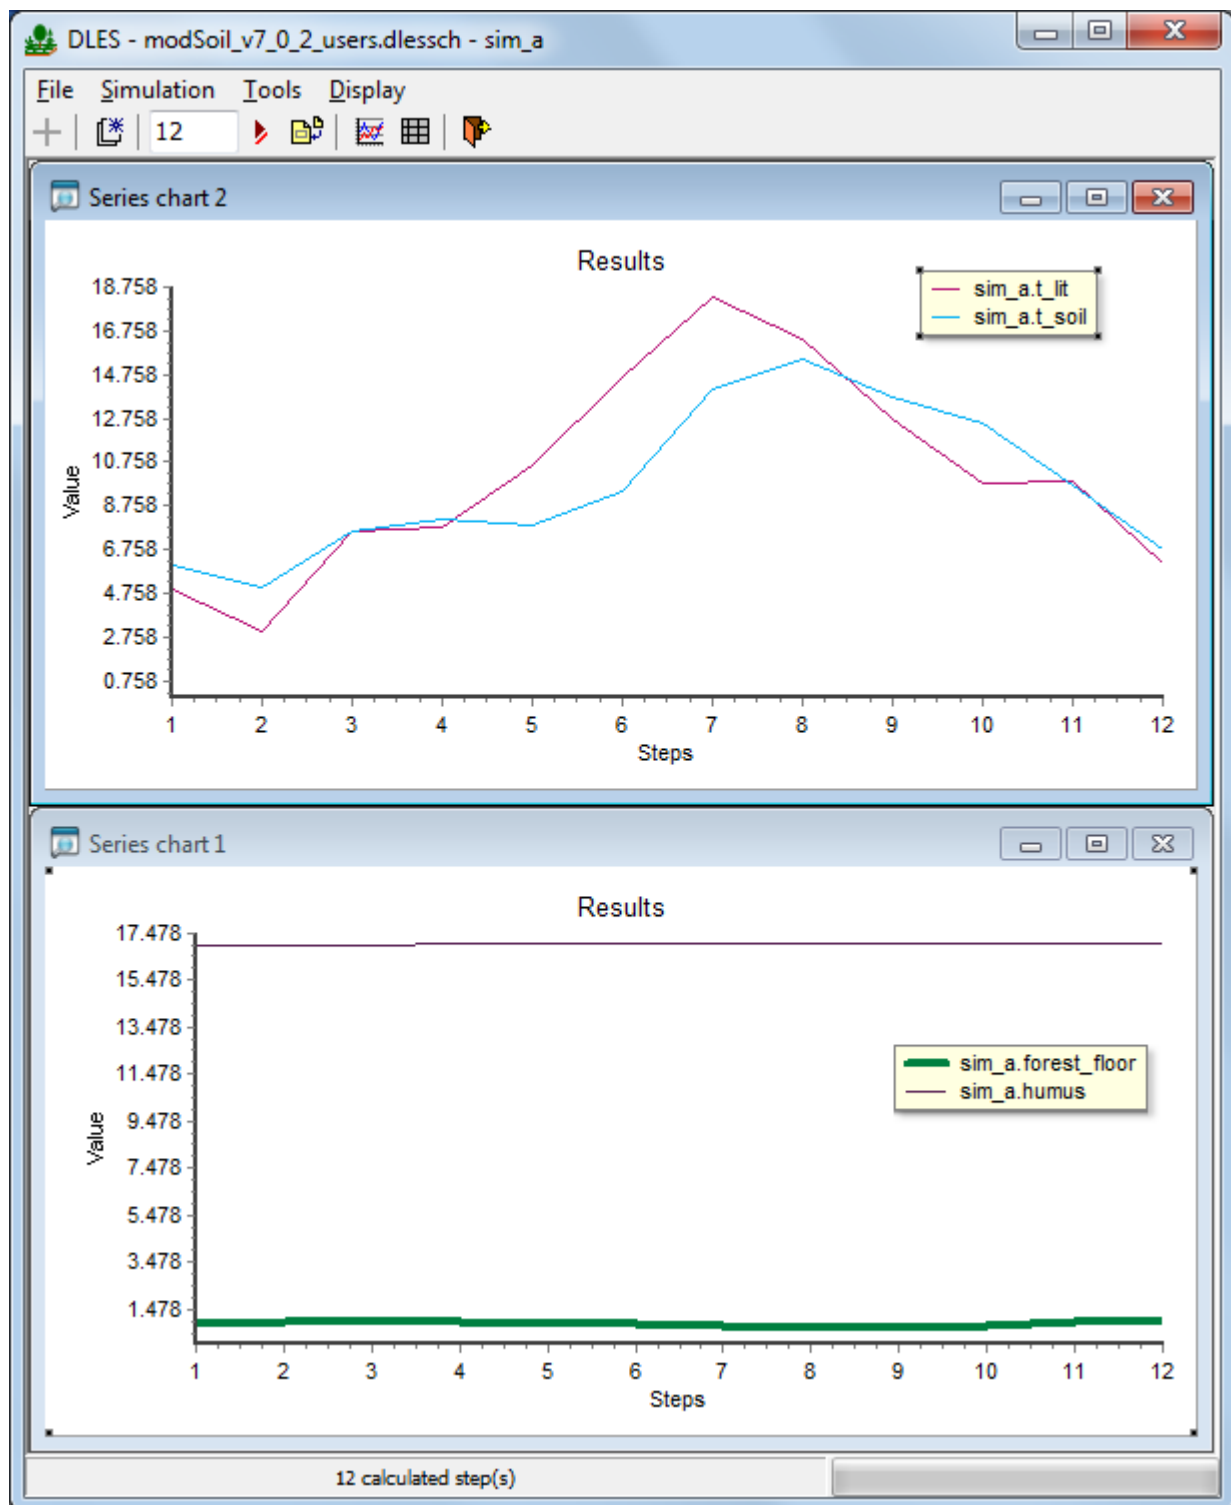 DLES - modSoil_v7_0_2_users.dlessch - sim_a
File Simulation Tools Display
12
Series chart 2
Results
sim_a.t_lit
sim_a.t_soil
18.758
16.758
14.758
12.758
10.758
8.758
6.758
4.758
2.758
0.758
Value
1 2 3 4 5 6 7 8 9 10 11 12
Steps
Series chart 1
Results
17.478
15.478
13.478
11.478
9.478
7.478
5.478
3.478
1.478
Value
sim_a.forest_floor
sim_a.humus
1 2 3 4 5 6 7 8 9 10 11 12
Steps
12 calculated step(s)